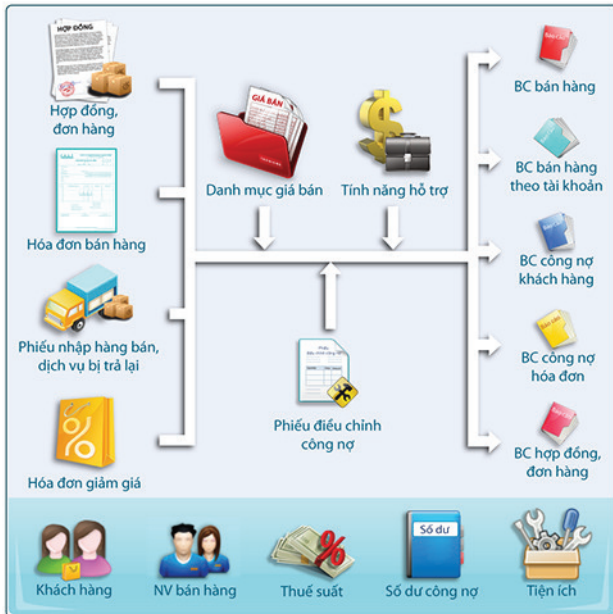 HỢP ĐỒNG
Hợp đồng,
đơn hàng
Hóa đơn bán hàng
Phiếu nhập hàng bán,
dịch vụ bị trả lại
Hóa đơn giảm giá
GIÁ BÁN
Danh mục giá bán
Tính năng hỗ trợ
Phiếu điều chỉnh
công nợ
Báo Cáo
BC bán hàng
BC bán hàng
theo tài khoản
BC công nợ
khách hàng
BC công nợ
hóa đơn
BC hợp đồng,
đơn hàng
Khách hàng
NV bán hàng
Thuế suất
Số dư
Số dư công nợ
Tiện ích